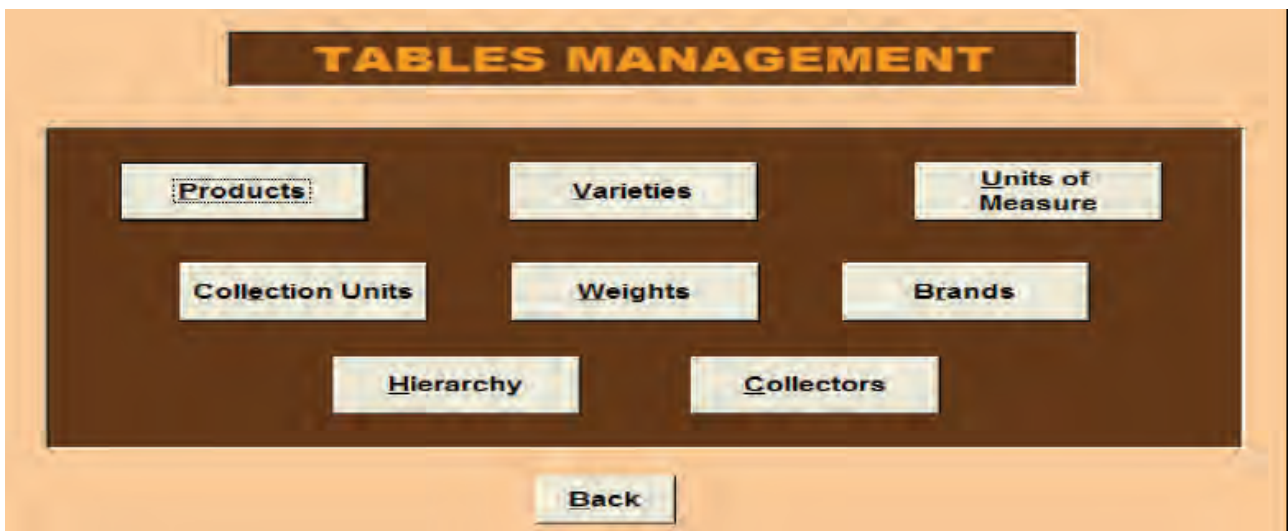 TABLES MANAGEMENT
Products
Varieties
Units of
Measure
Collection Units
Weights
Brands
Hierarchy
Collectors
Back